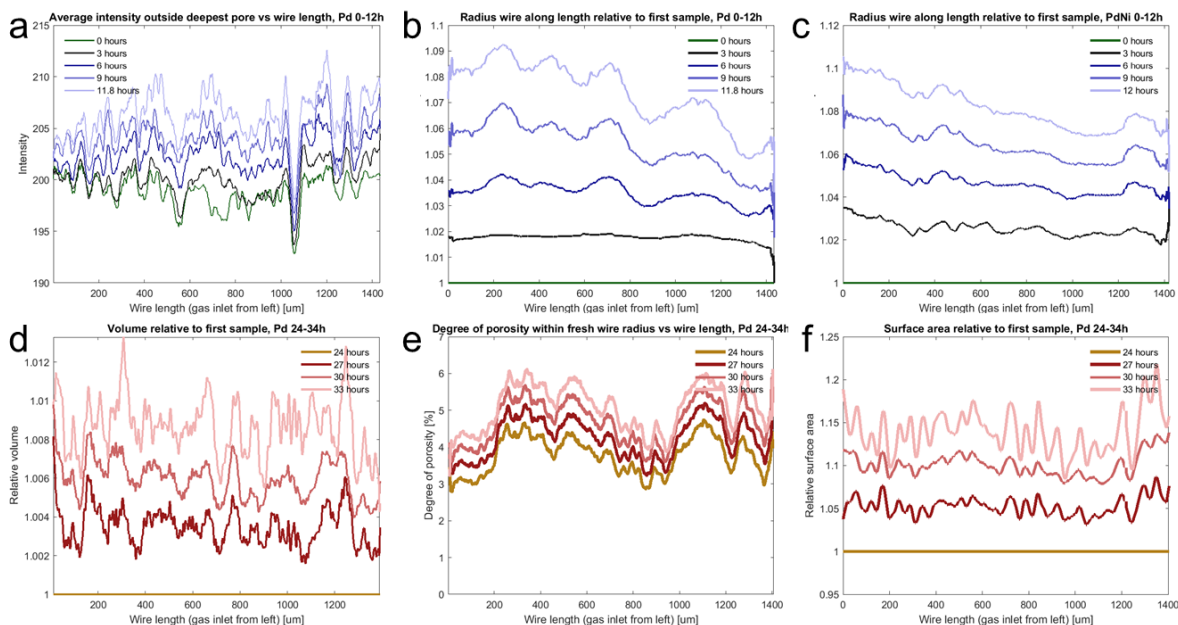 a
Average intensity outside deepest pore vs wire length, Pd 0-12h
215
210
205
200
195
190
Intensity
0 hours
3 hours
6 hours
9 hours
11.8 hours
200
400
600
800
1000
1200
1400
Wire length (gas inlet from left) [um]
b
Radius wire along length relative to first sample, Pd 0-12h
1.1
1.09
1.08
1.07
1.06
1.05
1.04
1.03
1.02
1.01
1
0 hours
3 hours
6 hours
9 hours
11.8 hours
0
200
400
600
800
1000
1200
1400
Wire length (gas inlet from left) [um]
c
Radius wire along length relative to first sample, PdNi 0-12h
1.12
1.1
1.08
1.06
1.04
1.02
1
0 hours
3 hours
6 hours
9 hours
12 hours
0
200
400
600
800
1000
1200
1400
Wire length (gas inlet from left) [um]
d
Volume relative to first sample, Pd 24-34h
1.012
1.01
1.008
1.006
1.004
1.002
1
Relative volume
24 hours
27 hours
30 hours
33 hours
200
400
600
800
1000
1200
Wire length (gas inlet from left) [um]
e
Degree of porosity within fresh wire radius vs wire length, Pd 24-34h
7
6
5
4
3
2
1
0
Degree of porosity [%]
24 hours
27 hours
30 hours
33 hours
200
400
600
800
1000
1200
1400
Wire length (gas inlet from left) [um]
f
Surface area relative to first sample, Pd 24-34h
1.25
1.2
1.15
1.1
1.05
1
0.95
Relative surface area
24 hours
27 hours
30 hours
33 hours
0
200
400
600
800
1000
1200
1400
Wire length (gas inlet from left) [um]